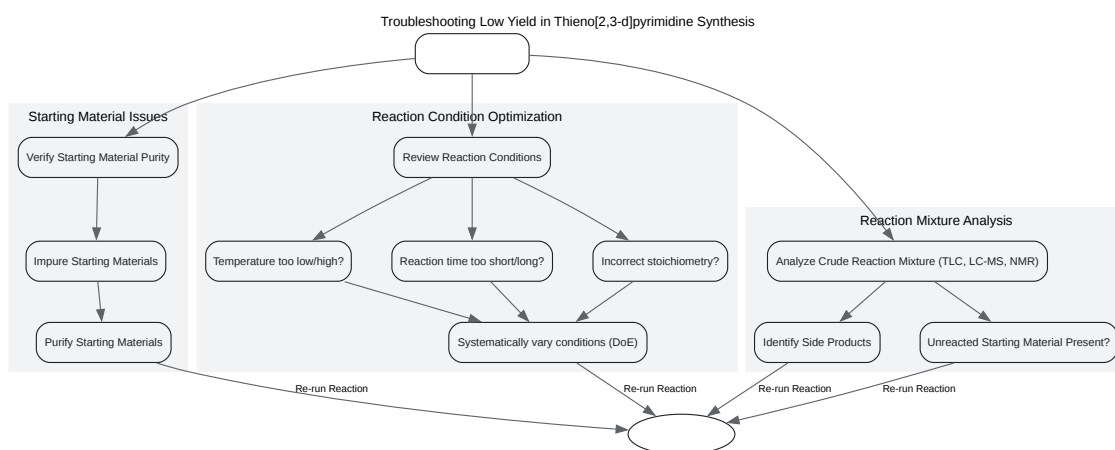 Troubleshooting Low Yield in Thieno[2,3-d]pyrimidine Synthesis
Starting Material Issues
Reaction Condition Optimization
Verify Starting Material Purity
Review Reaction Conditions
Reaction Mixture Analysis
Impure Starting Materials
Temperature too low/high?
Reaction time too short/long?
Incorrect stoichiometry?
Analyze Crude Reaction Mixture (TLC, LC-MS, NMR)
Purify Starting Materials
Systematically vary conditions (DoE)
Identify Side Products
Unreacted Starting Material Present?
Re-run Reaction
Re-run Reaction
Re-run Reaction
Re-run Reaction